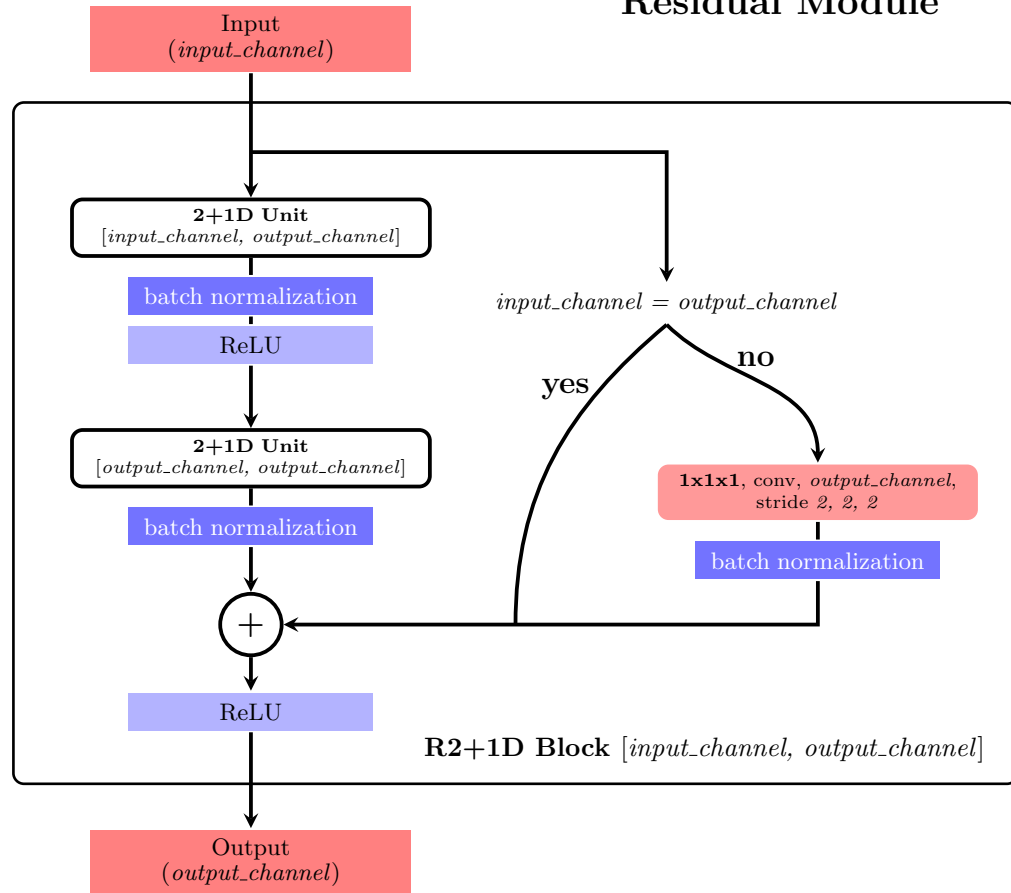 Residual Module
Input
(input_channel)
2+1D Unit
[input_channel, output_channel]
batch normalization
ReLU
input_channel = output_channel
yes
no
2+1D Unit
[output_channel, output_channel]
batch normalization
1x1x1, conv, output_channel,
stride 2, 2, 2
batch normalization
+
ReLU
R2+1D Block [input_channel, output_channel]
Output
(output_channel)